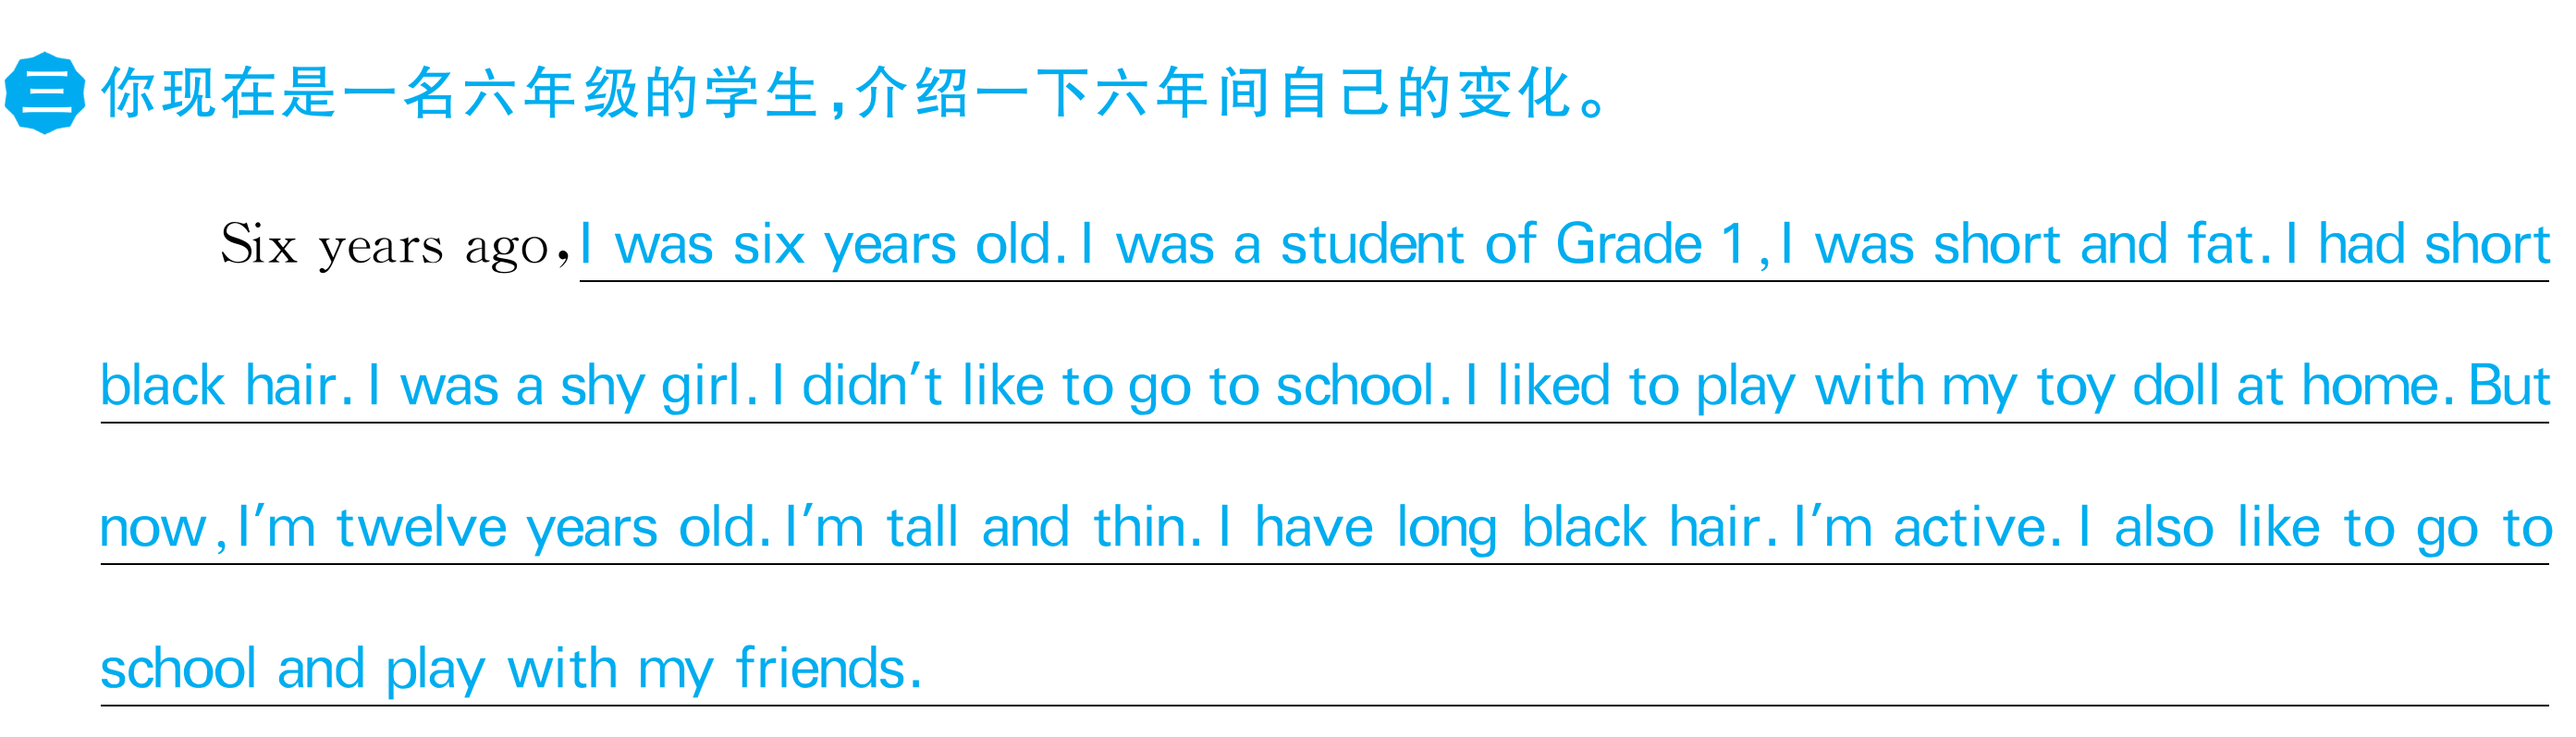 三 你现在是一名六年级的学生,介绍一下六年间自己的变化。
Six years ago, I was six years old. I was a student of Grade 1, I was short and fat. I had short
black hair. I was a shy girl. I didn't like to go to school. I liked to play with my toy doll at home. But
now, I'm twelve years old. I'm tall and thin. I have long black hair. I'm active. I also like to go to
school and play with my friends.